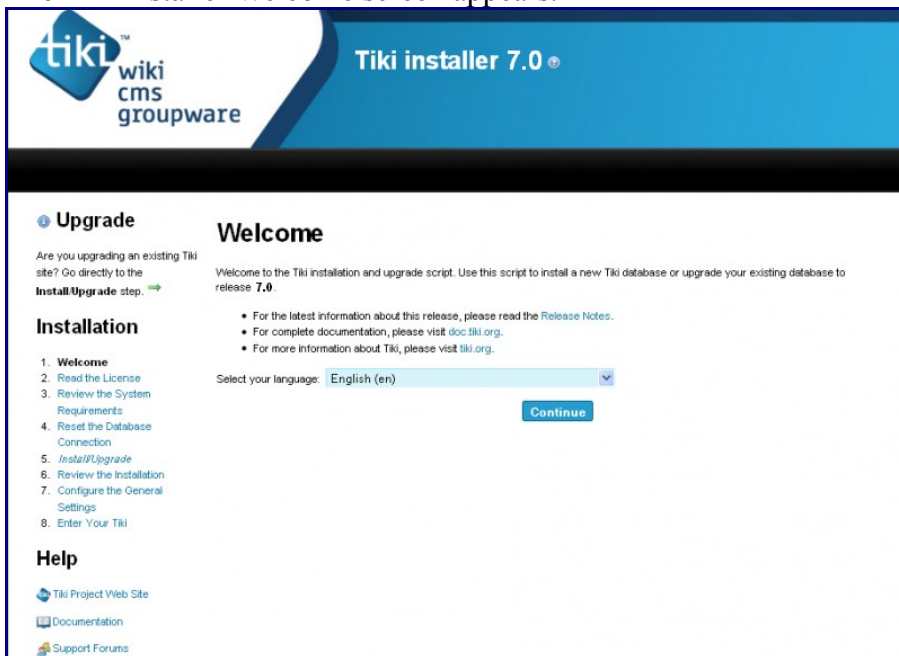 tiki™
wiki
cms
groupware
Tiki installer 7.0
Upgrade
Are you upgrading an existing Tiki
site? Go directly to the
Install/Upgrade step.
Installation
1. Welcome
2. Read the License
3. Review the System
Requirements
4. Reset the Database
Connection
5. Install/Upgrade
6. Review the Installation
7. Configure the General
Settings
8. Enter Your Tiki
Help
Tiki Project Web Site
Documentation
Support Forums
Welcome
Welcome to the Tiki installation and upgrade script. Use this script to install a new Tiki database or upgrade your existing database to
release 7.0.
• For the latest information about this release, please read the Release Notes.
• For complete documentation, please visit doc.tiki.org.
• For more information about Tiki, please visit tiki.org.
Select your language: English (en)
Continue